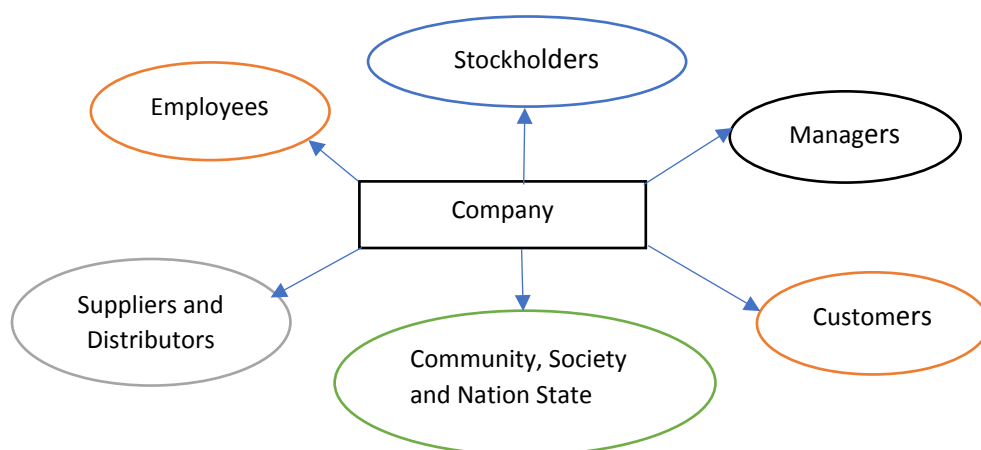 Stockholders
Employees
Managers
Company
Suppliers and
Distributors
Customers
Community, Society
and Nation State